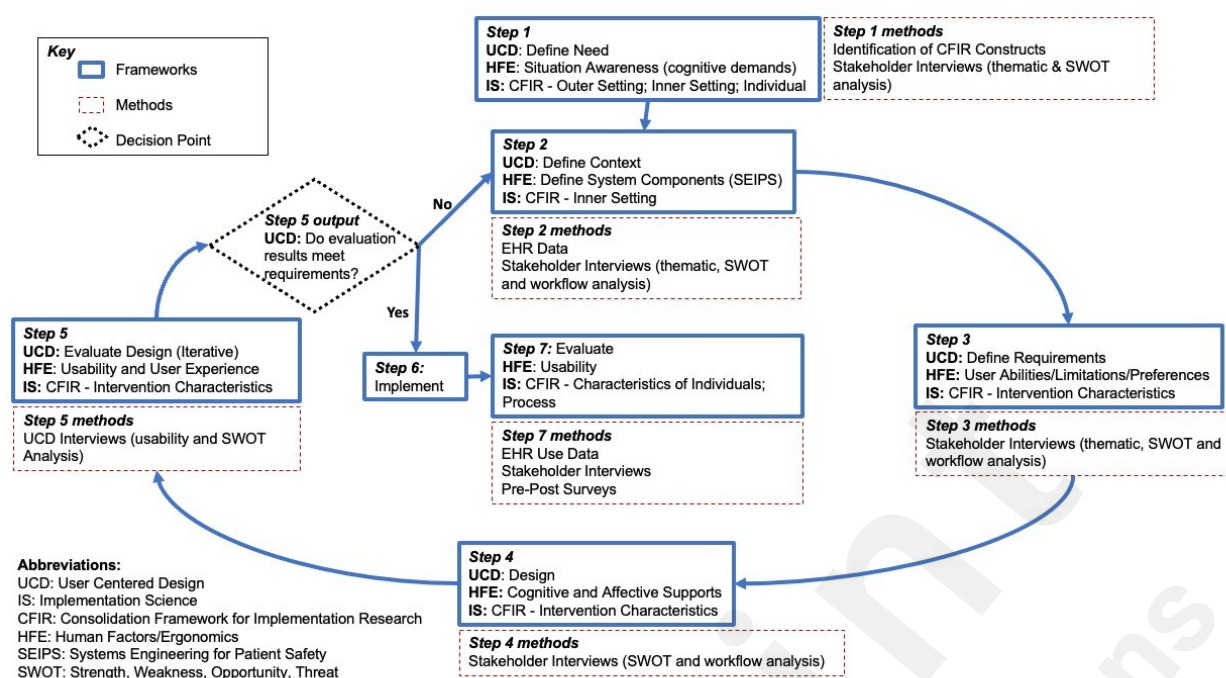 Key
Frameworks
Methods
Decision Point
Step 1
UCD: Define Need
HFE: Situation Awareness (cognitive demands)
IS: CFIR - Outer Setting; Inner Setting; Individual
Step 1 methods
Identification of CFIR Constructs
Stakeholder Interviews (thematic & SWOT
analysis)
Step 2
UCD: Define Context
HFE: Define System Components (SEIPS)
IS: CFIR - Inner Setting
Step 2 methods
EHR Data
Stakeholder Interviews (thematic, SWOT
and workflow analysis)
Step 5 output
UCD: Do evaluation
results meet
requirements?
No
Yes
Step 3
UCD: Define Requirements
HFE: User Abilities/Limitations/Preferences
IS: CFIR - Intervention Characteristics
Step 3 methods
Stakeholder Interviews (thematic, SWOT and
workflow analysis)
Step 4
UCD: Design
HFE: Cognitive and Affective Supports
IS: CFIR - Intervention Characteristics
Step 4 methods
Stakeholder Interviews (SWOT and workflow analysis)
Step 5
UCD: Evaluate Design (Iterative)
HFE: Usability and User Experience
IS: CFIR - Intervention Characteristics
Step 5 methods
UCD Interviews (usability and SWOT
Analysis)
Step 6:
Implement
Step 7: Evaluate
HFE: Usability
IS: CFIR - Characteristics of Individuals;
Process
Step 7 methods
EHR Use Data
Stakeholder Interviews
Pre-Post Surveys
Abbreviations:
UCD: User Centered Design
IS: Implementation Science
CFIR: Consolidation Framework for Implementation Research
HFE: Human Factors/Ergonomics
SEIPS: Systems Engineering for Patient Safety
SWOT: Strength, Weakness, Opportunity, Threat